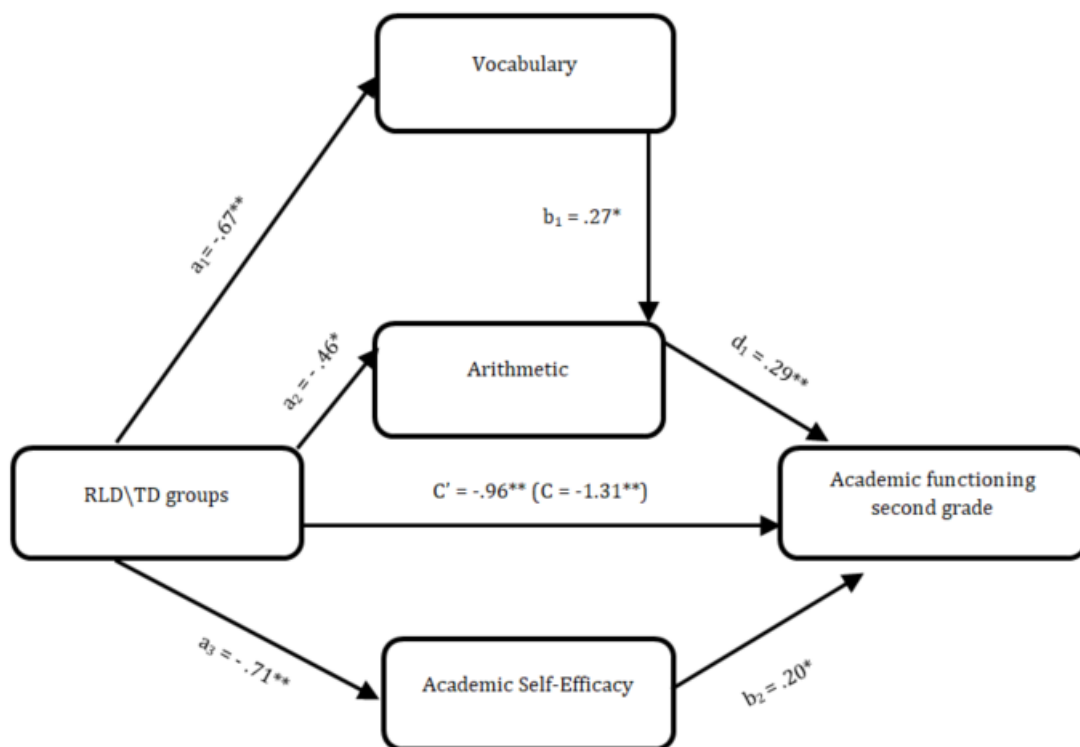 Vocabulary
a₁= -.67**
b₁ = .27*
a₂ = - .46*
Arithmetic
d₁ = .29**
RLD\TD groups
C' = -.96** (C = -1.31**)
Academic functioning
second grade
a₃ = - .71**
Academic Self-Efficacy
b₂ = .20*